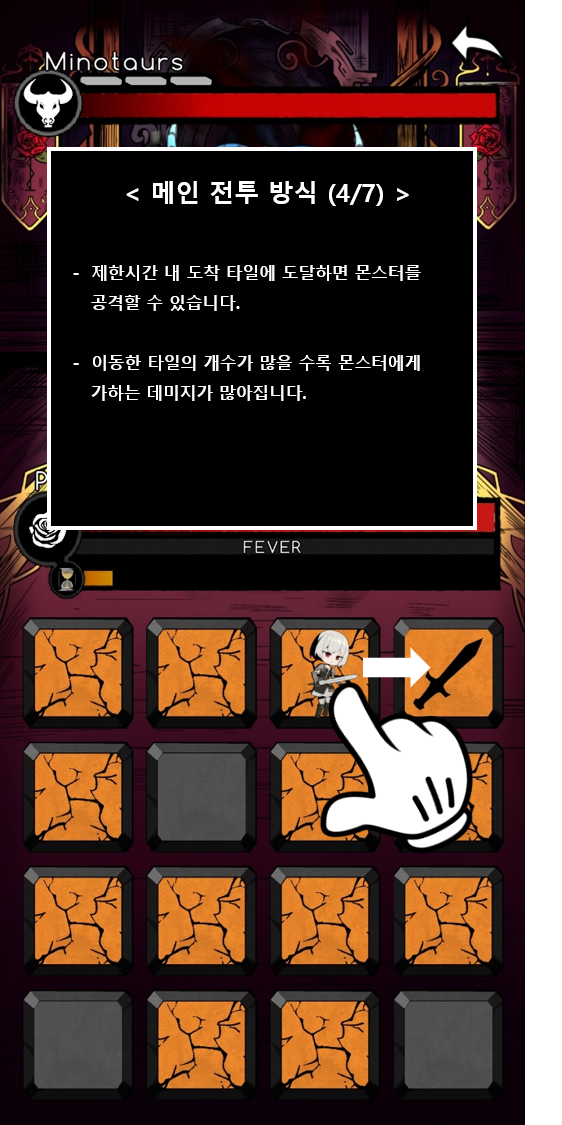 Minotaurs
< 메인 전투 방식 (4/7) >
- 제한시간 내 도착 타일에 도달하면 몬스터를
공격할 수 있습니다.
- 이동한 타일의 개수가 많을 수록 몬스터에게
가하는 데미지가 많아집니다.
FEVER